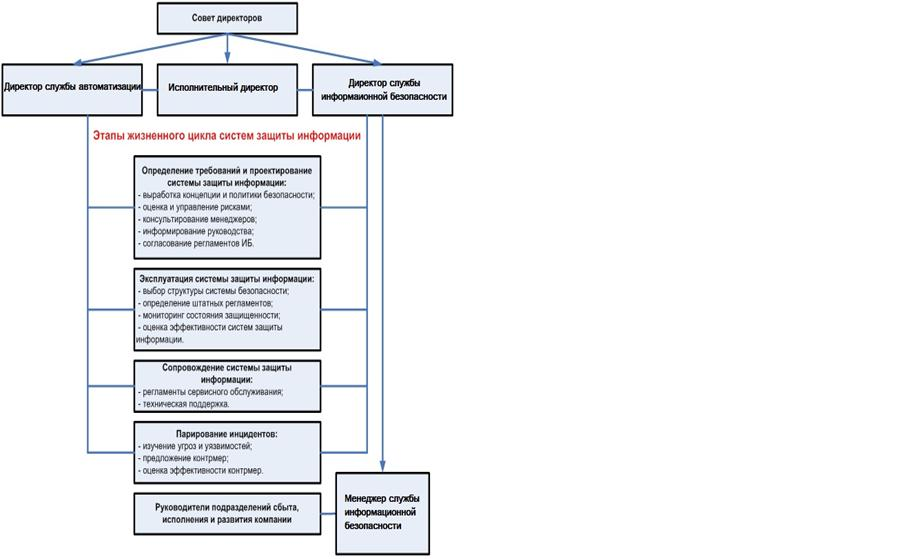 Совет директоров
Директор службы автоматизации
Исполнительный директор
Директор службы
информаионной безопасности
Этапы жизненного цикла систем защиты информации
Определение требований и проектирование
системы защиты информации:
- выработка концепции и политики безопасности;
- оценка и управление рисками;
- консультирование менеджеров;
- информирование руководства;
- согласование регламентов ИБ.
Эксплуатация системы защиты информации:
- выбор структуры системы безопасности;
- определение штатных регламентов;
- мониторинг состояния защищенности;
- оценка эффективности систем защиты
информации.
Сопровождение системы защиты
информации:
- регламенты сервисного обслуживания;
- техническая поддержка.
Парирование инцидентов:
- изучение угроз и уязвимостей;
- предложение контрмер;
- оценка эффективности контрмер.
Руководители подразделений сбыта,
исполнения и развития компании
Менеджер службы
информационной
безопасности